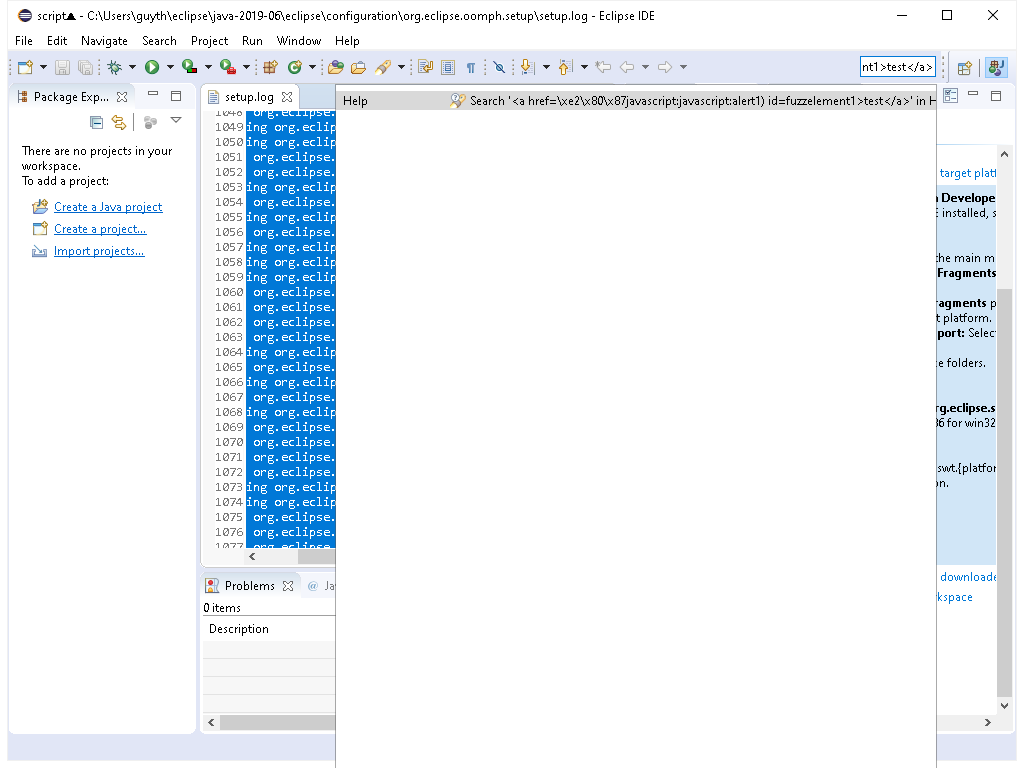 script▲ - C:\Users\guyth\eclipse\java-2019-06\eclipse\configuration\org.eclipse.oomph.setup\setup.log - Eclipse IDE
File Edit Navigate Search Project Run Window Help
nt1>test</a>
Package Exp...
setup.log
There are no projects in your
workspace.
To add a project:
Create a Java project
Create a project...
Import projects...
Help
Search '<a href=\xe2\x80\x87javascript:javascript:alert1) id=fuzzelement1>test</a>' in H
1048 org.eclipse.
1049 ing org.eclip
1050 ing org.eclip
1051 org.eclipse.
1052 org.eclipse.
1053 ing org.eclip
1054 org.eclipse.
1055 ing org.eclip
1056 org.eclipse.
1057 ing org.eclip
1058 ing org.eclip
1059 ing org.eclip
1060 org.eclipse.
1061 org.eclipse.
1062 org.eclipse.
1063 org.eclipse.
1064 ing org.eclip
1065 org.eclipse.
1066 ing org.eclip
1067 org.eclipse.
1068 ing org.eclip
1069 org.eclipse.
1070 org.eclipse.
1071 org.eclipse.
1072 org.eclipse.
1073 ing org.eclip
1074 ing org.eclip
1075 org.eclipse.
1076 org.eclipse.
1077 org.eclipse.
target platf
Develope
E installed, s
the main m
Fragments
ragments p
t platform.
port: Selec
e folders.
rg.eclipse.s
86 for win32
swt.{platfor
on.
downloade
kspace
Problems
@ Ja
0 items
Description